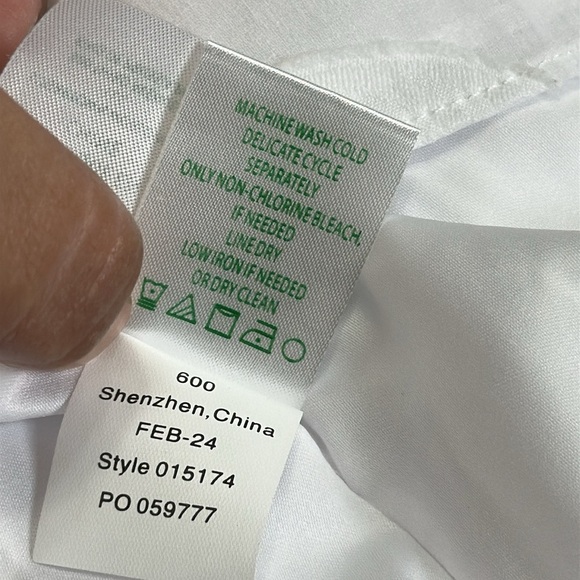 MACHINE WASH COLD
DELICATE CYCLE
SEPARATELY
ONLY NON-CHLORINE BLEACH,
IF NEEDED
LINE DRY
LOW IRON IF NEEDED
OR DRY CLEAN
600
Shenzhen,China
FEB-24
Style 015174
PO 059777